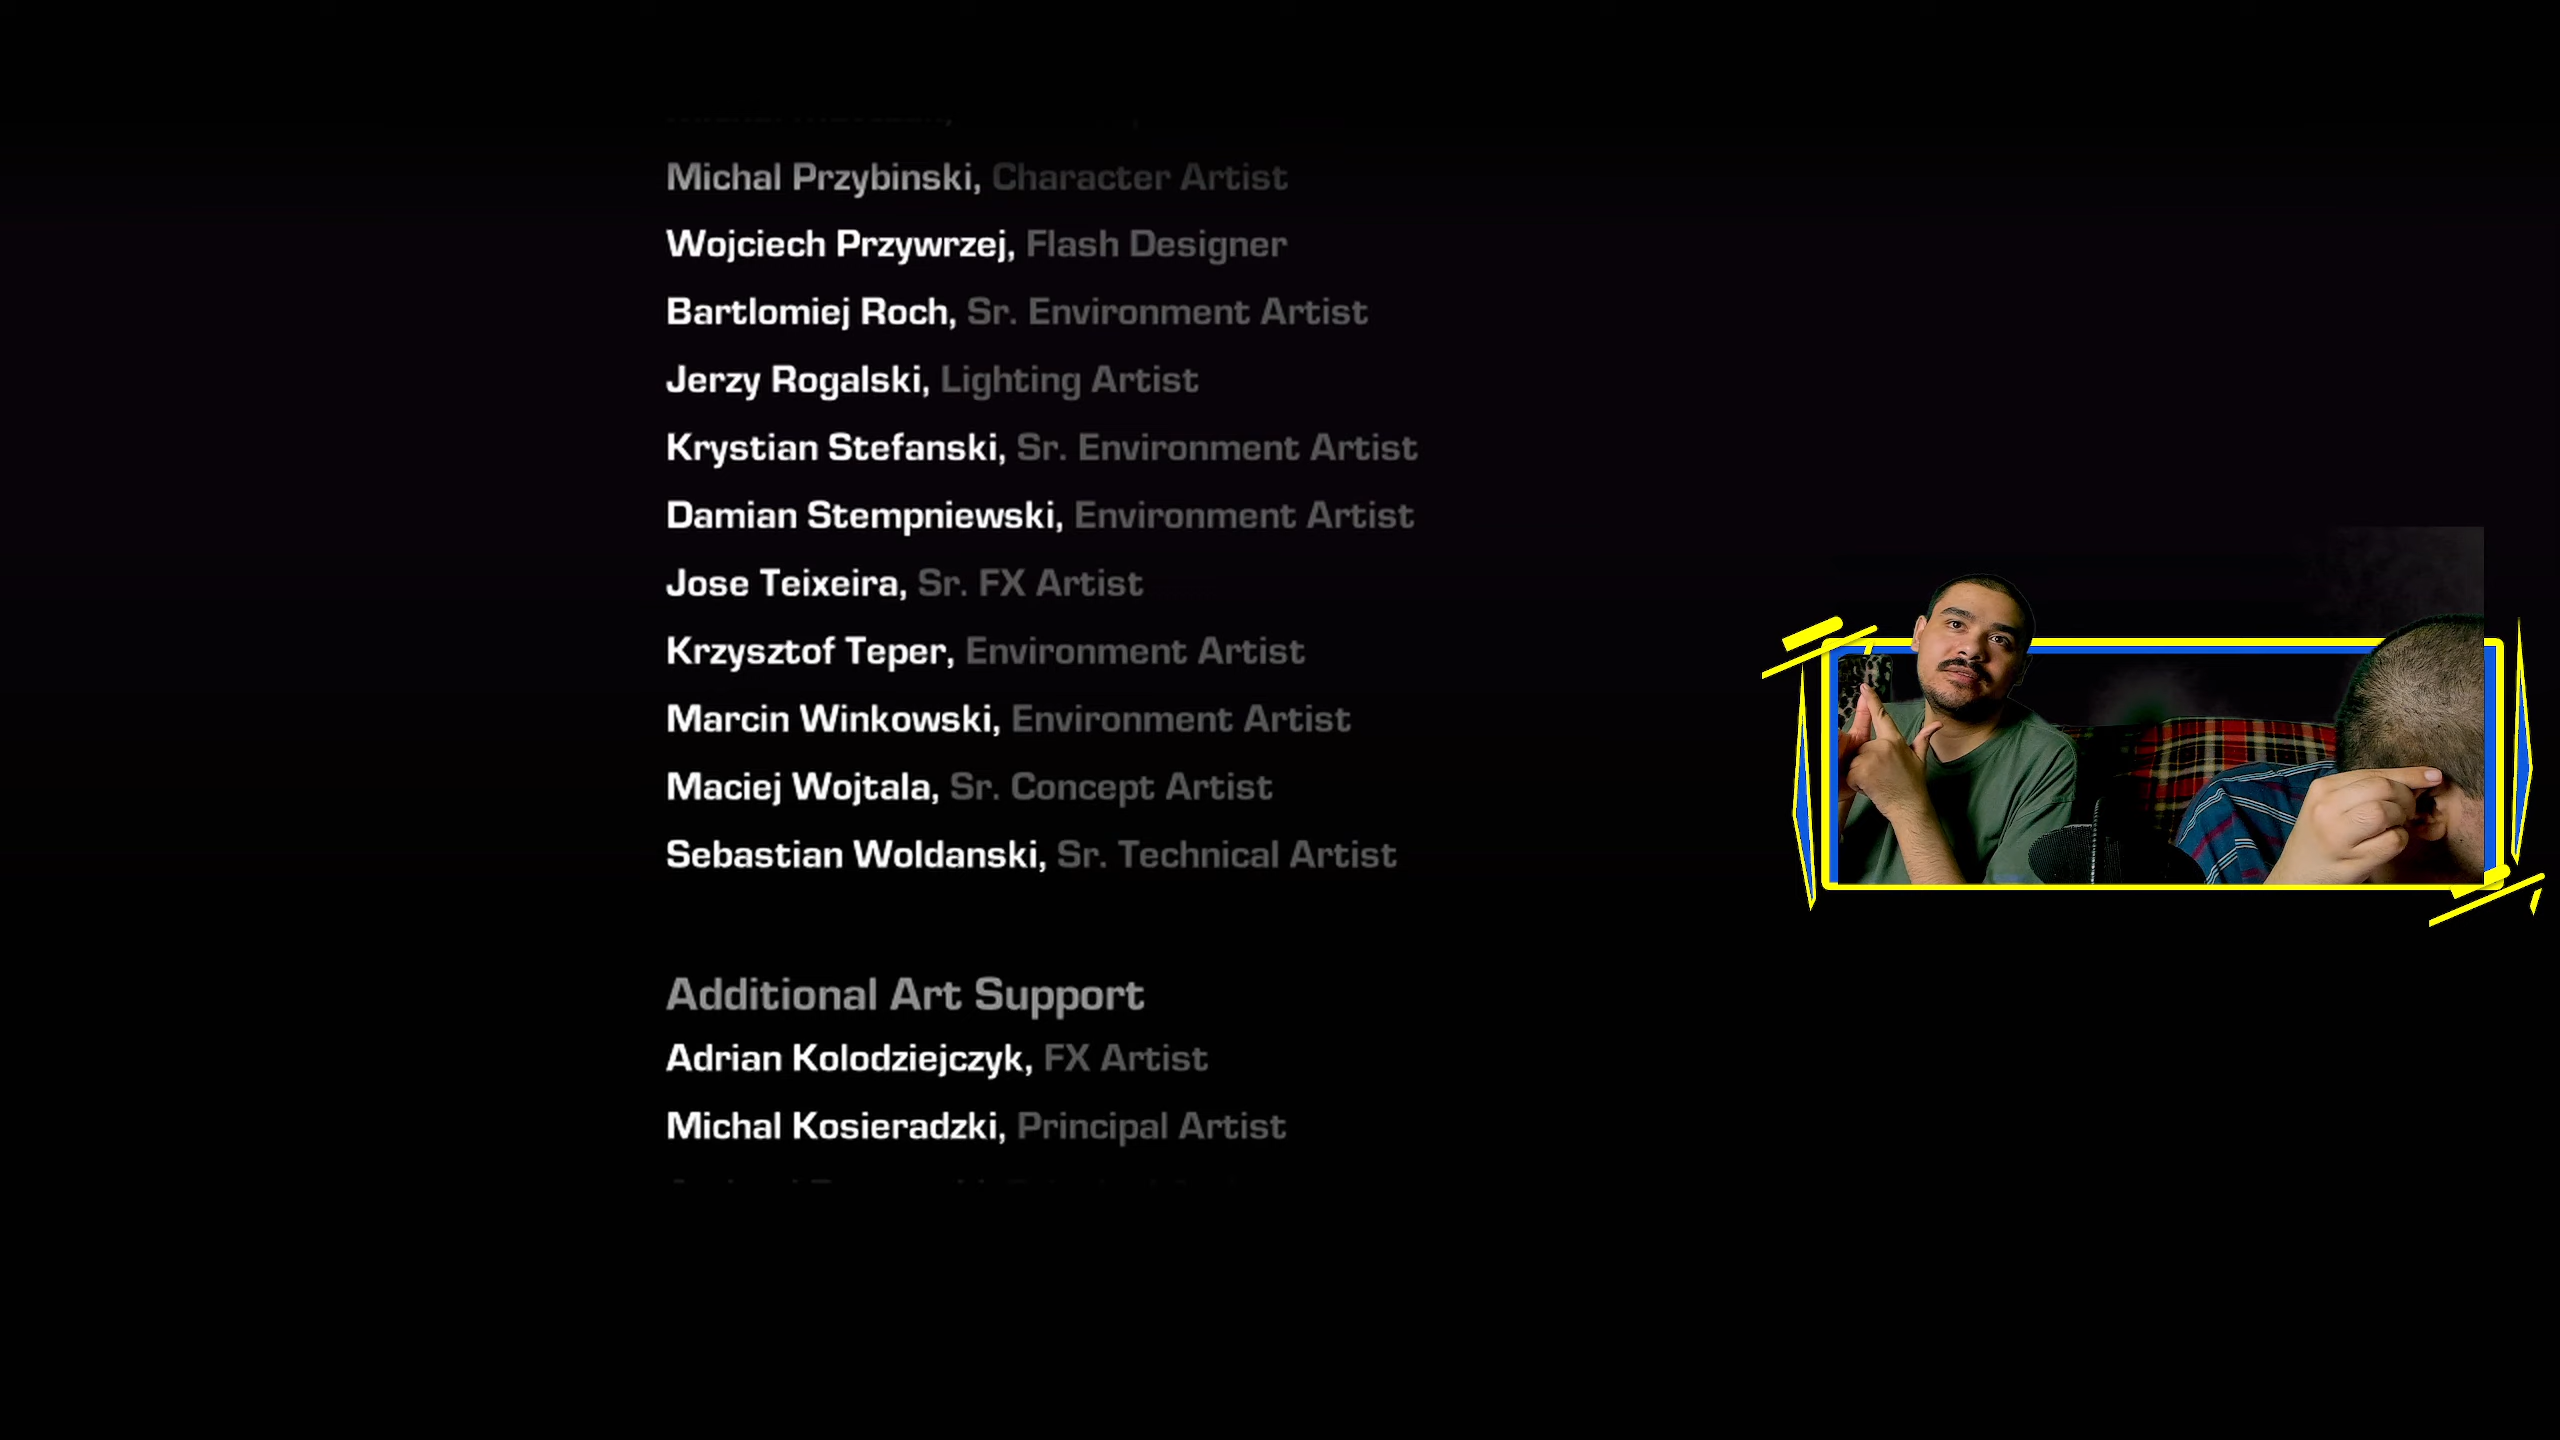 Michal Przybinski, Character Artist
Wojciech Przywrzej, Flash Designer
Bartlomiej Roch, Sr. Environment Artist
Jerzy Rogalski, Lighting Artist
Krystian Stefanski, Sr. Environment Artist
Damian Stempniewski, Environment Artist
Jose Teixeira, Sr. FX Artist
Krzysztof Teper, Environment Artist
Marcin Winkowski, Environment Artist
Maciej Wojtala, Sr. Concept Artist
Sebastian Woldanski, Sr. Technical Artist
Additional Art Support
Adrian Kolodziejczyk, FX Artist
Michal Kosieradzki, Principal Artist